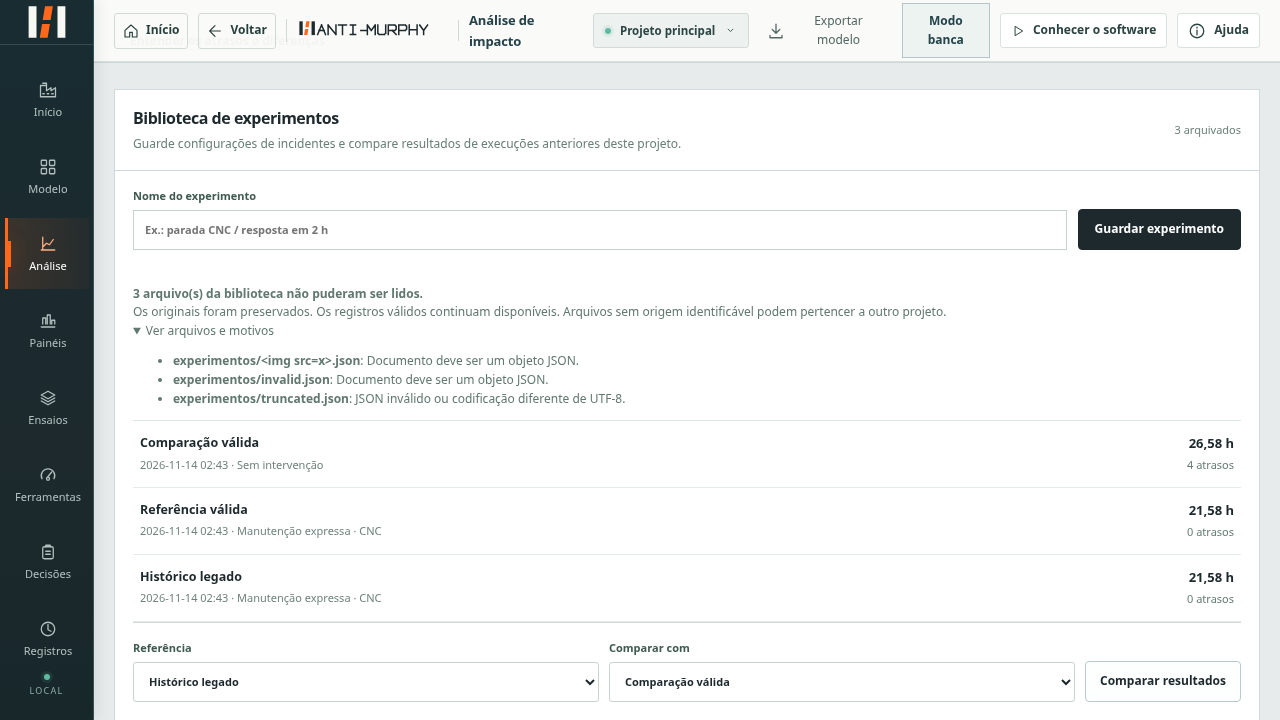 Início
Voltar
ANTI-MURPHY
Análise de
impacto
Projeto principal
Exportar
modelo
Modo
banca
Conhecer o software
Ajuda
Início
Modelo
Análise
Painéis
Ensaios
Ferramentas
Decisões
Registros
LOCAL
Biblioteca de experimentos
Guarde configurações de incidentes e compare resultados de execuções anteriores deste projeto.
3 arquivados
Nome do experimento
Ex.: parada CNC / resposta em 2 h
Guardar experimento
3 arquivo(s) da biblioteca não puderam ser lidos.
Os originais foram preservados. Os registros válidos continuam disponíveis. Arquivos sem origem identificável podem pertencer a outro projeto.
▼ Ver arquivos e motivos
• experimentos/<img src=x>.json: Documento deve ser um objeto JSON.
• experimentos/invalid.json: Documento deve ser um objeto JSON.
• experimentos/truncated.json: JSON inválido ou codificação diferente de UTF-8.
Comparação válida
26,58 h
2026-11-14 02:43 · Sem intervenção
4 atrasos
Referência válida
21,58 h
2026-11-14 02:43 · Manutenção expressa · CNC
0 atrasos
Histórico legado
21,58 h
2026-11-14 02:43 · Manutenção expressa · CNC
0 atrasos
Referência
Comparar com
Histórico legado
Comparação válida
Comparar resultados